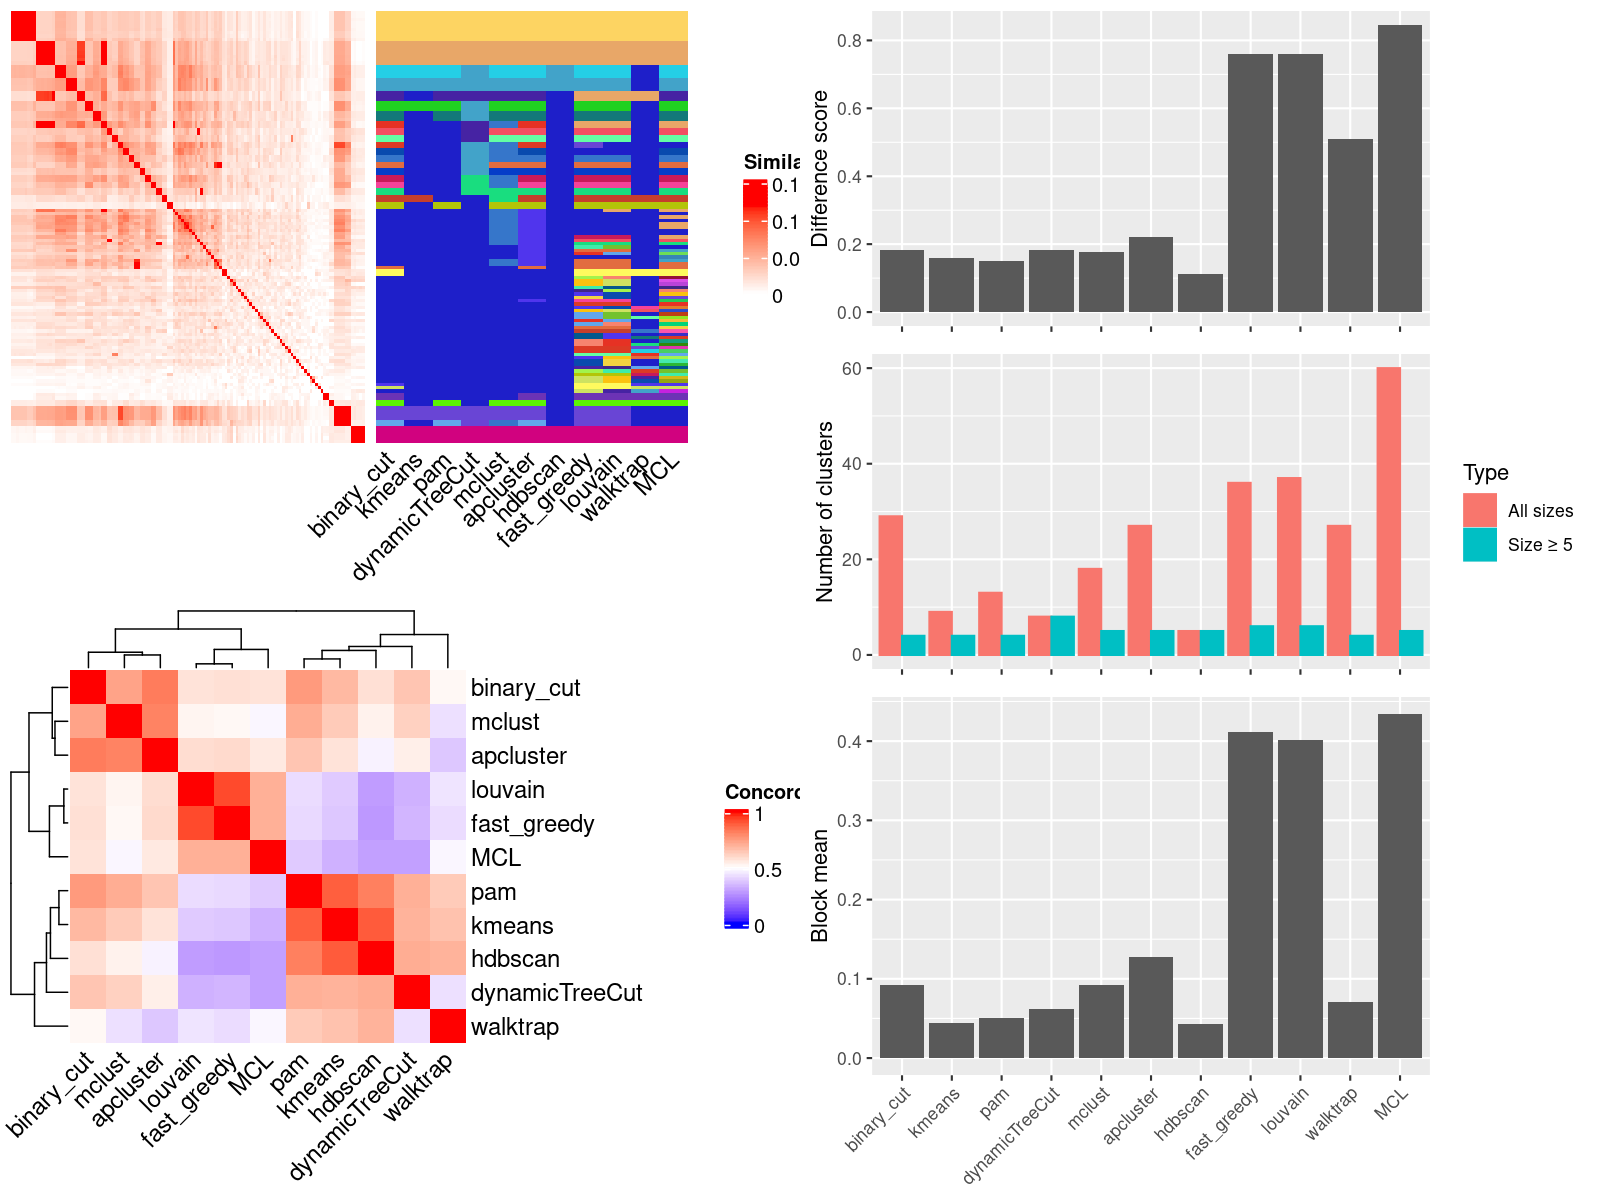 Simila
0.1
0.1
0.0
0
binary_cut
kmeans
pam
dynamicTreeCut
mclust
apcluster
hdbscan
fast_greedy
louvain
walktrap
MCL
binary_cut
mclust
apcluster
louvain
fast_greedy
MCL
pam
kmeans
hdbscan
dynamicTreeCut
walktrap
binary_cut
mclust
apcluster
louvain
fast_greedy
MCL
pam
kmeans
hdbscan
dynamicTreeCut
walktrap
Concord
1
0.5
0
Difference score
0.8
0.6
0.4
0.2
0.0
Number of clusters
60
40
20
0
Type
All sizes
Size ≥ 5
Block mean
0.4
0.3
0.2
0.1
0.0
binary_cut
kmeans
pam
dynamicTreeCut
mclust
apcluster
hdbscan
fast_greedy
louvain
walktrap
MCL